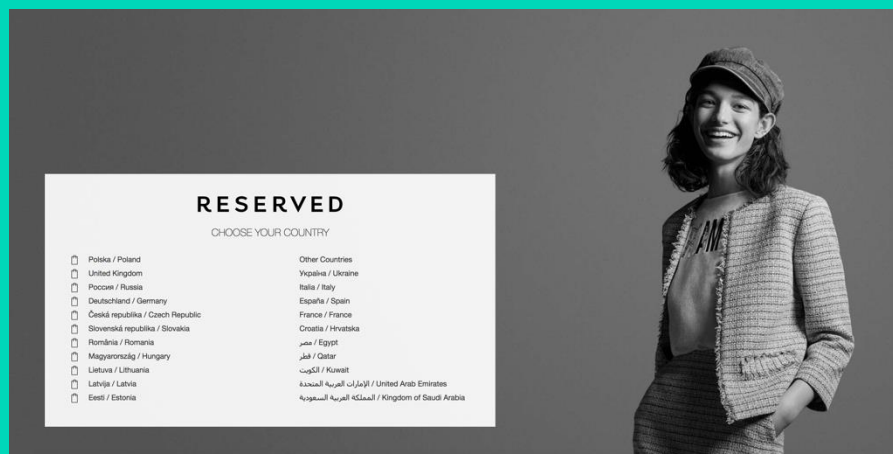 RESERVED
CHOOSE YOUR COUNTRY
Polska / Poland
United Kingdom
Россия / Russia
Deutschland / Germany
Česká republika / Czech Republic
Slovenská republika / Slovakia
România / Romania
Magyarország / Hungary
Lietuva / Lithuania
Latvija / Latvia
Eesti / Estonia
Other Countries
Україна / Ukraine
Italia / Italy
España / Spain
France / France
Croatia / Hrvatska
مصر / Egypt
قطر / Qatar
الكويت / Kuwait
الإمارات العربية المتحدة / United Arab Emirates
المملكة العربية السعودية / Kingdom of Saudi Arabia
AM